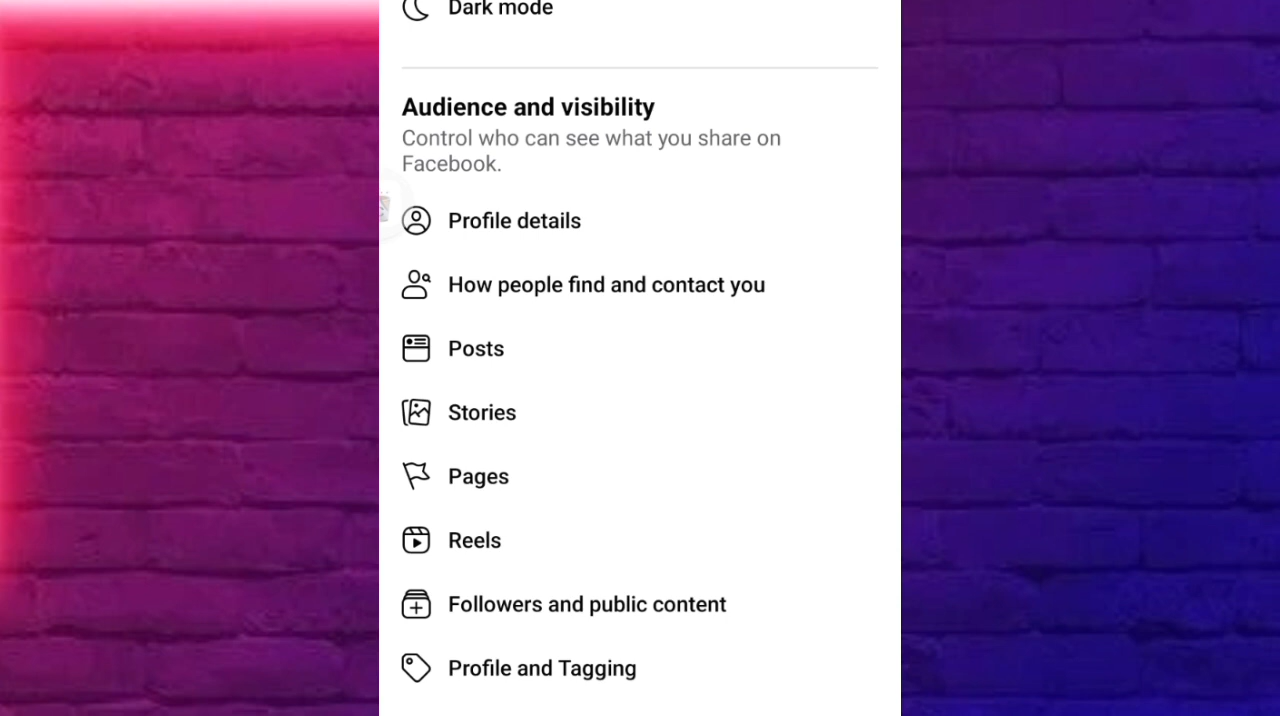 Dark mode
Audience and visibility
Control who can see what you share on
Facebook.
Profile details
How people find and contact you
Posts
Stories
Pages
Reels
Followers and public content
Profile and Tagging